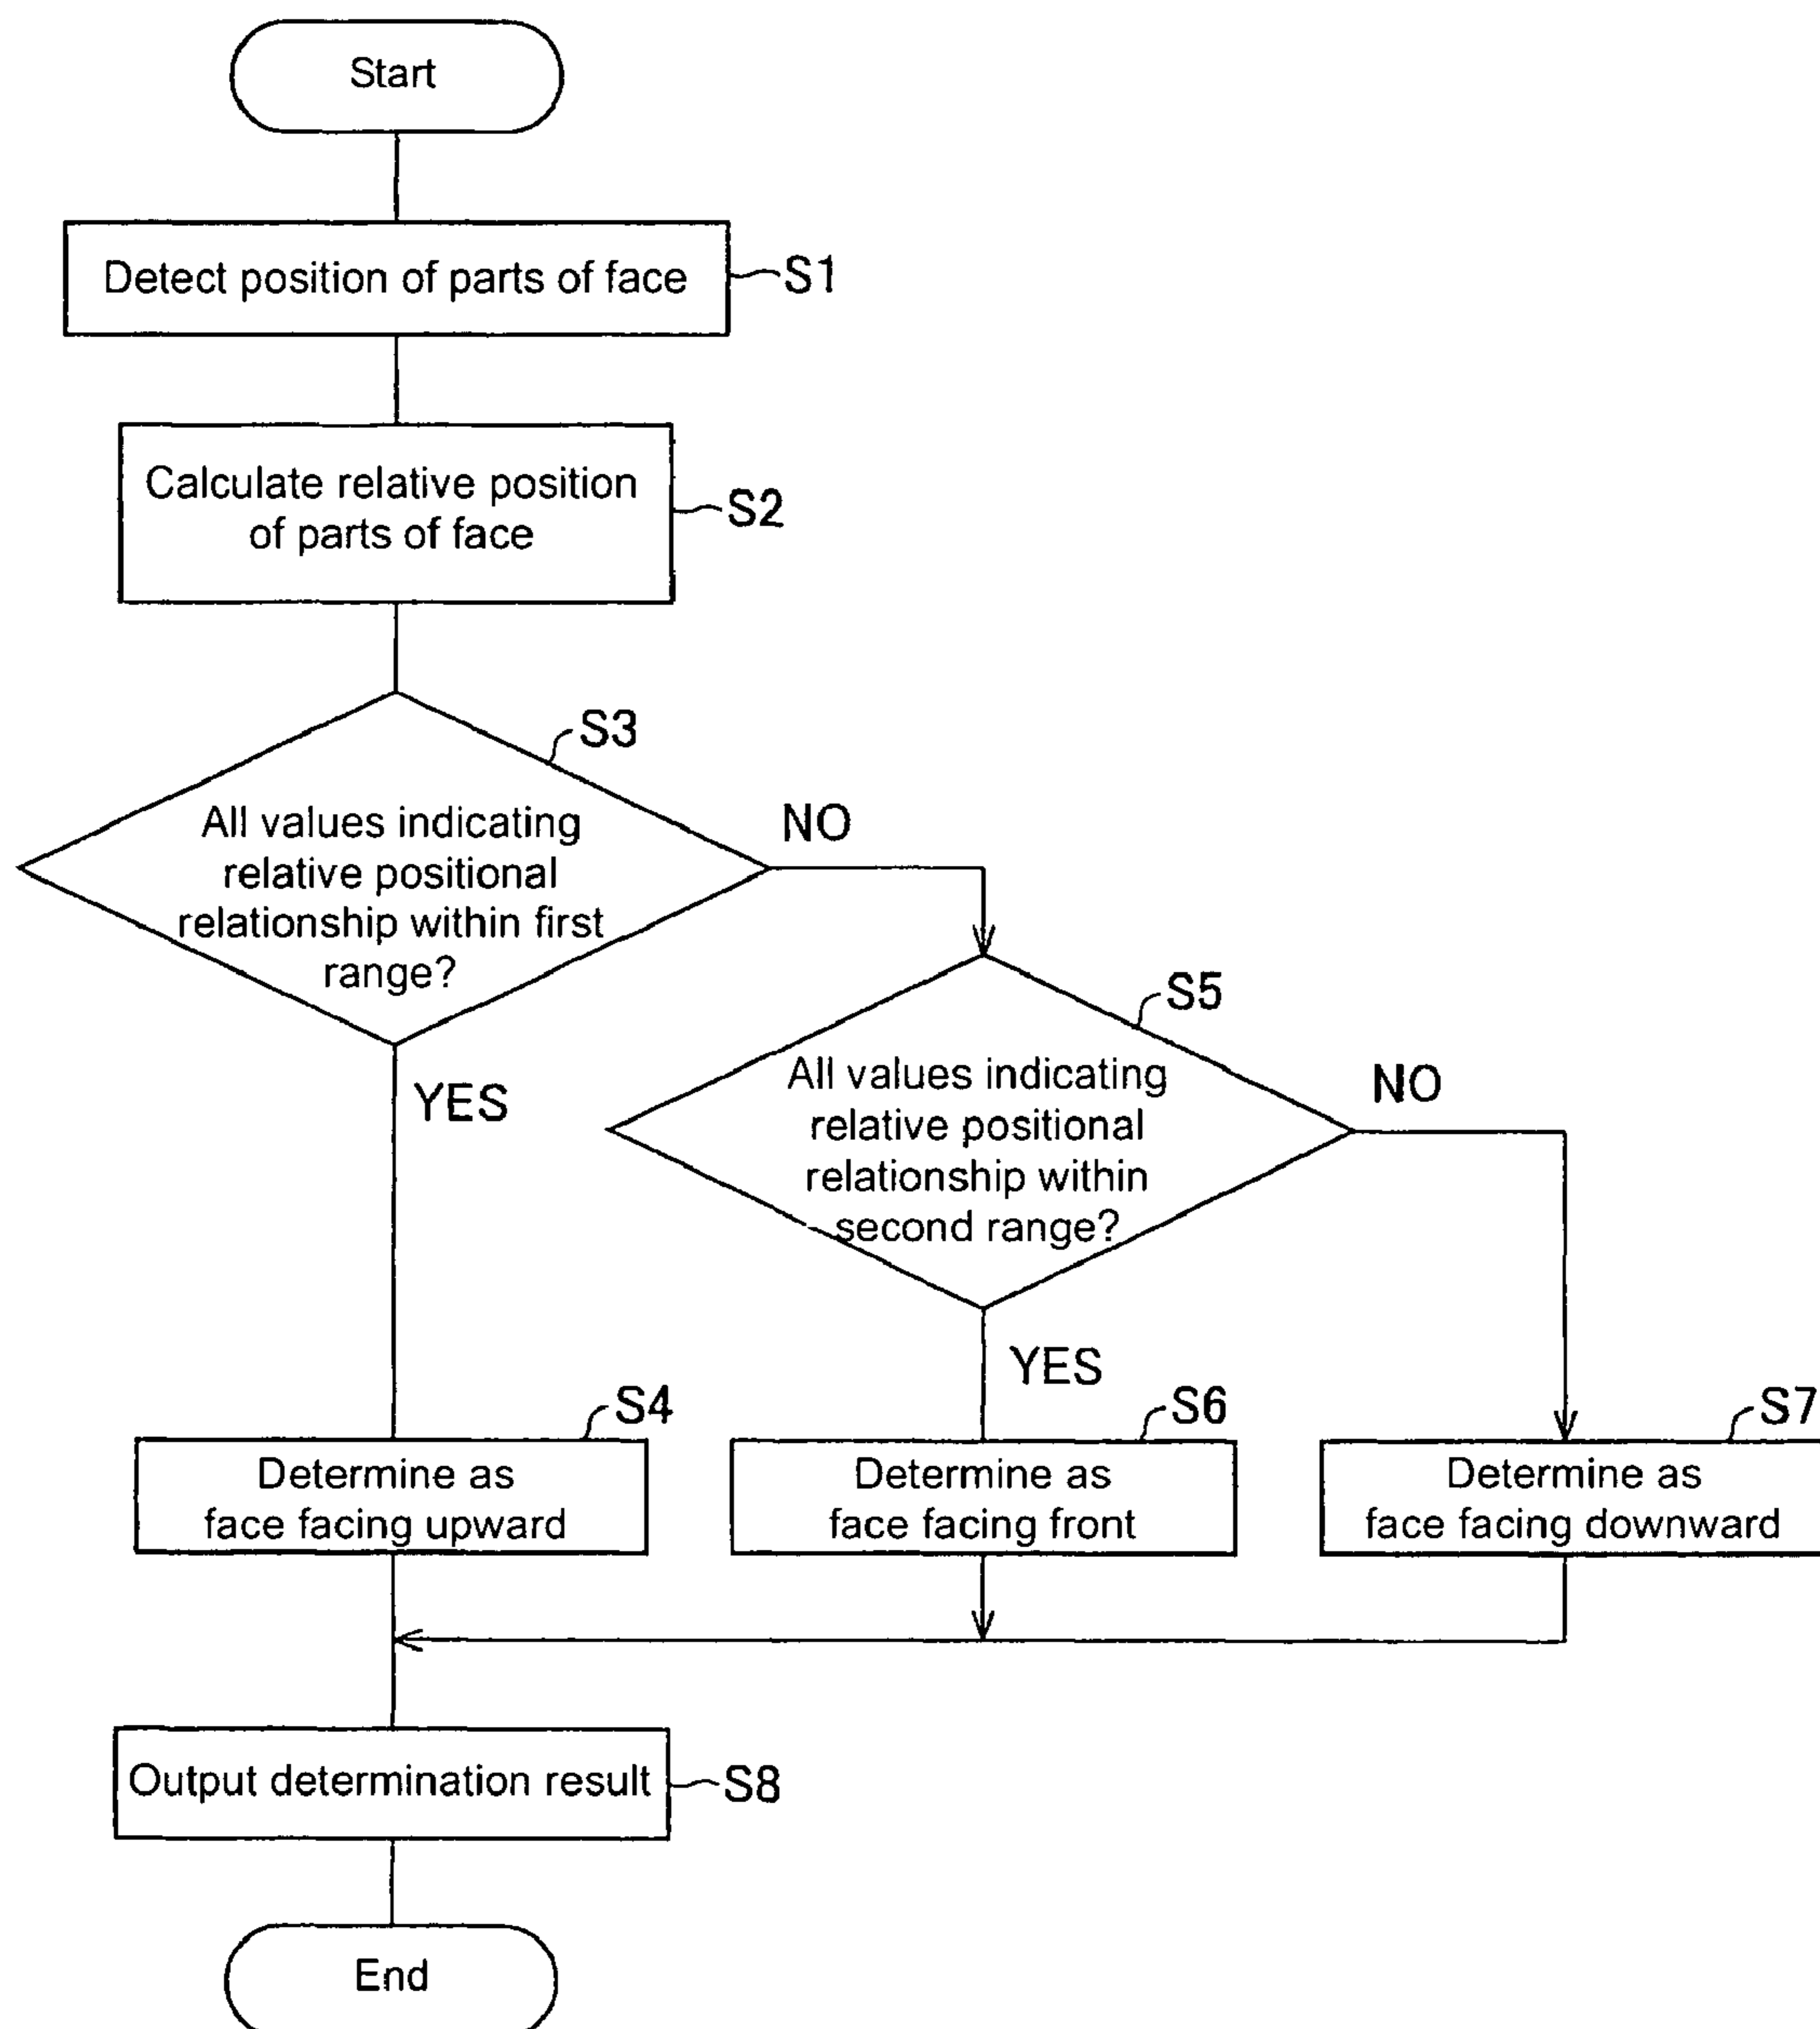 Start
Detect position of parts of face
S1
Calculate relative position
of parts of face
S2
S3
All values indicating
relative positional
relationship within first
range?
NO
YES
S5
All values indicating
relative positional
relationship within
second range?
NO
YES
S4
Determine as
face facing upward
S6
Determine as
face facing front
S7
Determine as
face facing downward
Output determination result
S8
End